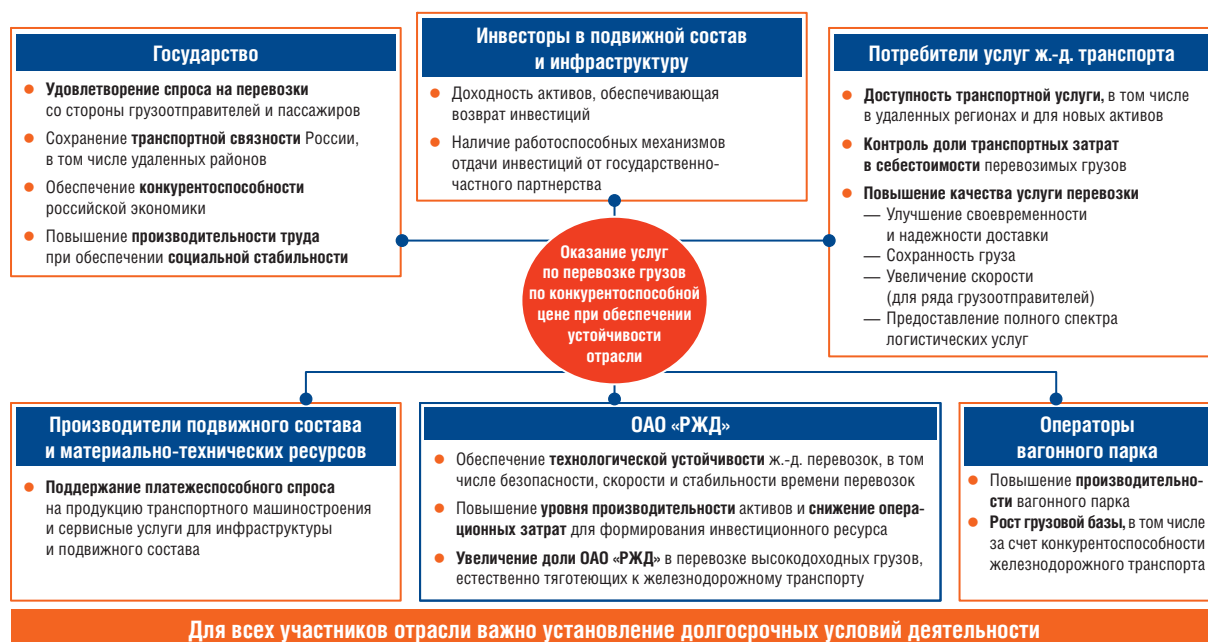 Государство
Удовлетворение спроса на перевозки
со стороны грузоотправителей и пассажиров
Сохранение транспортной связности России,
в том числе удаленных районов
Обеспечение конкурентоспособности
российской экономики
Повышение производительности труда
при обеспечении социальной стабильности
Инвесторы в подвижной состав
и инфраструктуру
Доходность активов, обеспечивающая
возврат инвестиций
Наличие работоспособных механизмов
отдачи инвестиций от государственно-
частного партнерства
Потребители услуг ж.-д. транспорта
Доступность транспортной услуги, в том числе
в удаленных регионах и для новых активов
Контроль доли транспортных затрат
в себестоимости перевозимых грузов
Повышение качества услуги перевозки
— Улучшение своевременности
и надежности доставки
— Сохранность груза
— Увеличение скорости
(для ряда грузоотправителей)
— Предоставление полного спектра
логистических услуг
Оказание услуг
по перевозке грузов
по конкурентоспособной
цене при обеспечении
устойчивости
отрасли
Производители подвижного состава
и материально-технических ресурсов
Поддержание платежеспособного спроса
на продукцию транспортного машиностроения
и сервисные услуги для инфраструктуры
и подвижного состава
ОАО «РЖД»
Обеспечение технологической устойчивости ж.-д. перевозок, в том
числе безопасности, скорости и стабильности времени перевозок
Повышение уровня производительности активов и снижение опера-
ционных затрат для формирования инвестиционного ресурса
Увеличение доли ОАО «РЖД» в перевозке высокодоходных грузов,
естественно тяготеющих к железнодорожному транспорту
Операторы
вагонного парка
Повышение производительно-
сти вагонного парка
Рост грузовой базы, в том числе
за счет конкурентоспособности
железнодорожного транспорта
Для всех участников отрасли важно установление долгосрочных условий деятельности